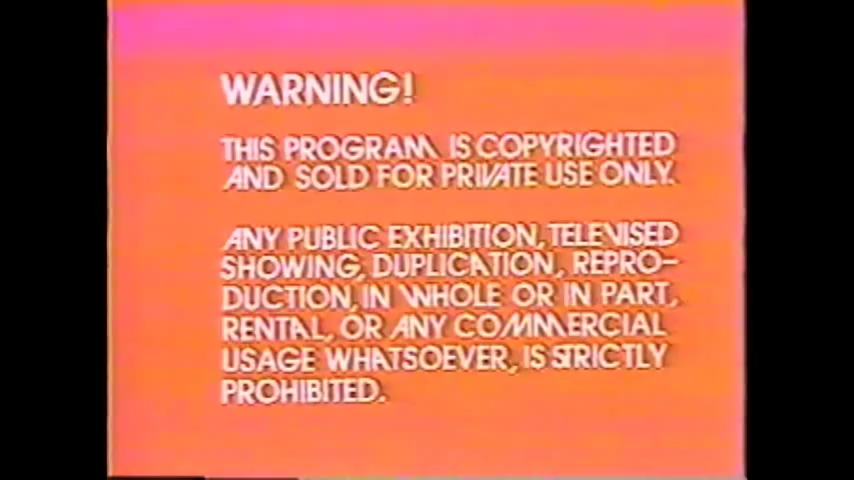 WARNING!
THIS PROGRAM IS COPYRIGHTED
AND SOLD FOR PRIVATE USE ONLY.
ANY PUBLIC EXHIBITION, TELEVISED
SHOWING, DUPLICATION, REPRO-
DUCTION, IN WHOLE OR IN PART,
RENTAL, OR ANY COMMERCIAL
USAGE WHATSOEVER, IS STRICTLY
PROHIBITED.